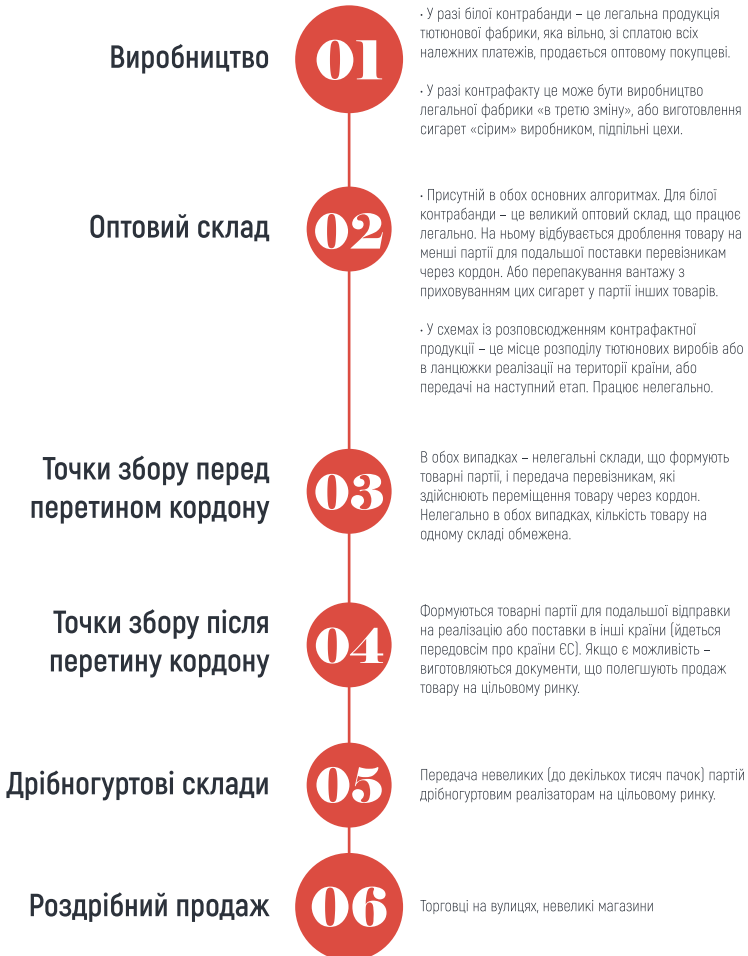 Виробництво
01
· У разі білої контрабанди – це легальна продукція
тютюнової фабрики, яка вільно, зі сплатою всіх
належних платежів, продається оптовому покупцеві.
· У разі контрафакту це може бути виробництво
легальної фабрики «в третю зміну», або виготовлення
сигарет «сірим» виробником, підпільні цехи.
Оптовий склад
02
· Присутній в обох основних алгоритмах. Для білої
контрабанди – це великий оптовий склад, що працює
легально. На ньому відбувається дроблення товару на
менші партії для подальшої поставки перевізникам
через кордон. Або перепакування вантажу з
приховуванням цих сигарет у партії інших товарів.
· У схемах із розповсюдженням контрафактної
продукції – це місце розподілу тютюнових виробів або
в ланцюжки реалізації на території країни, або
передачі на наступний етап. Працює нелегально.
Точки збору перед
перетином кордону
03
В обох випадках – нелегальні склади, що формують
товарні партії, і передача перевізникам, які
здійснюють переміщення товару через кордон.
Нелегально в обох випадках, кількість товару на
одному складі обмежена.
Точки збору після
перетину кордону
04
Формуються товарні партії для подальшої відправки
на реалізацію або поставки в інші країни (йдеться
передовсім про країни ЄС). Якщо є можливість –
виготовляються документи, що полегшують продаж
товару на цільовому ринку.
Дрібногуртові склади
05
Передача невеликих (до декількох тисяч пачок) партій
дрібногуртовим реалізаторам на цільовому ринку.
Роздрібний продаж
06
Торговці на вулицях, невеликі магазини